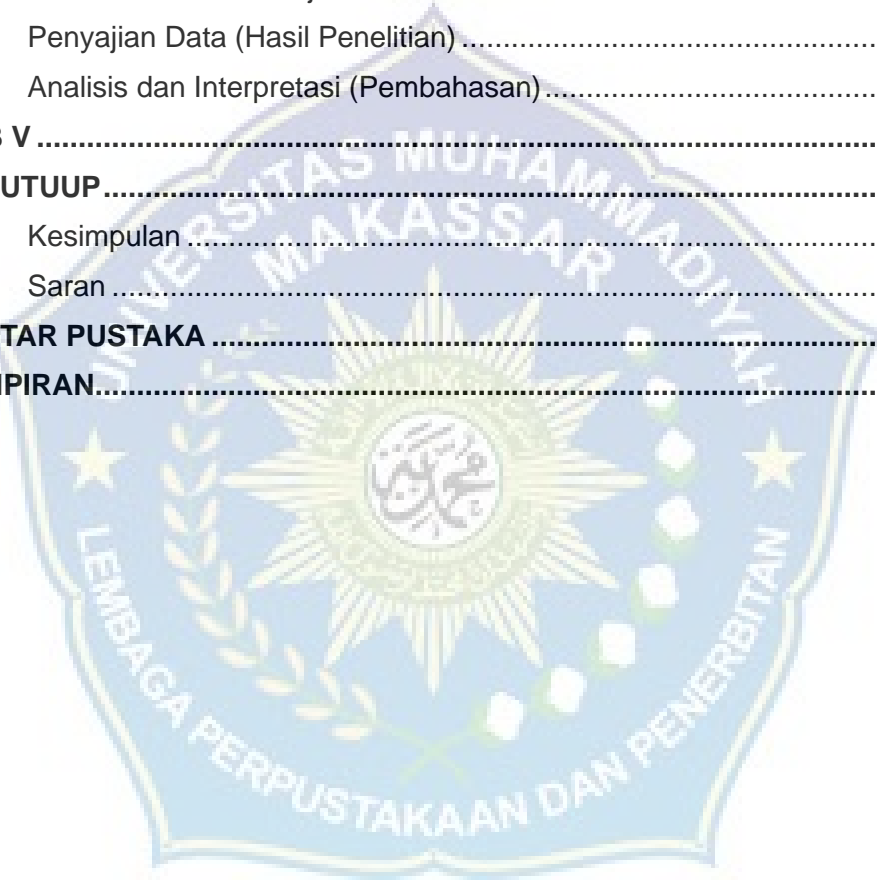 Penyajian Data (Hasil Penelitian)
Analisis dan Interpretasi (Pembahasan)
V
UTUUP
Kesimpulan
Saran
TAR PUSTAKA
PIRAN
UNIVERSITAS MUHAMMADIYAH
MAKASSAR
LEMBAGA PERPUSTAKAAN DAN PENERBITAN